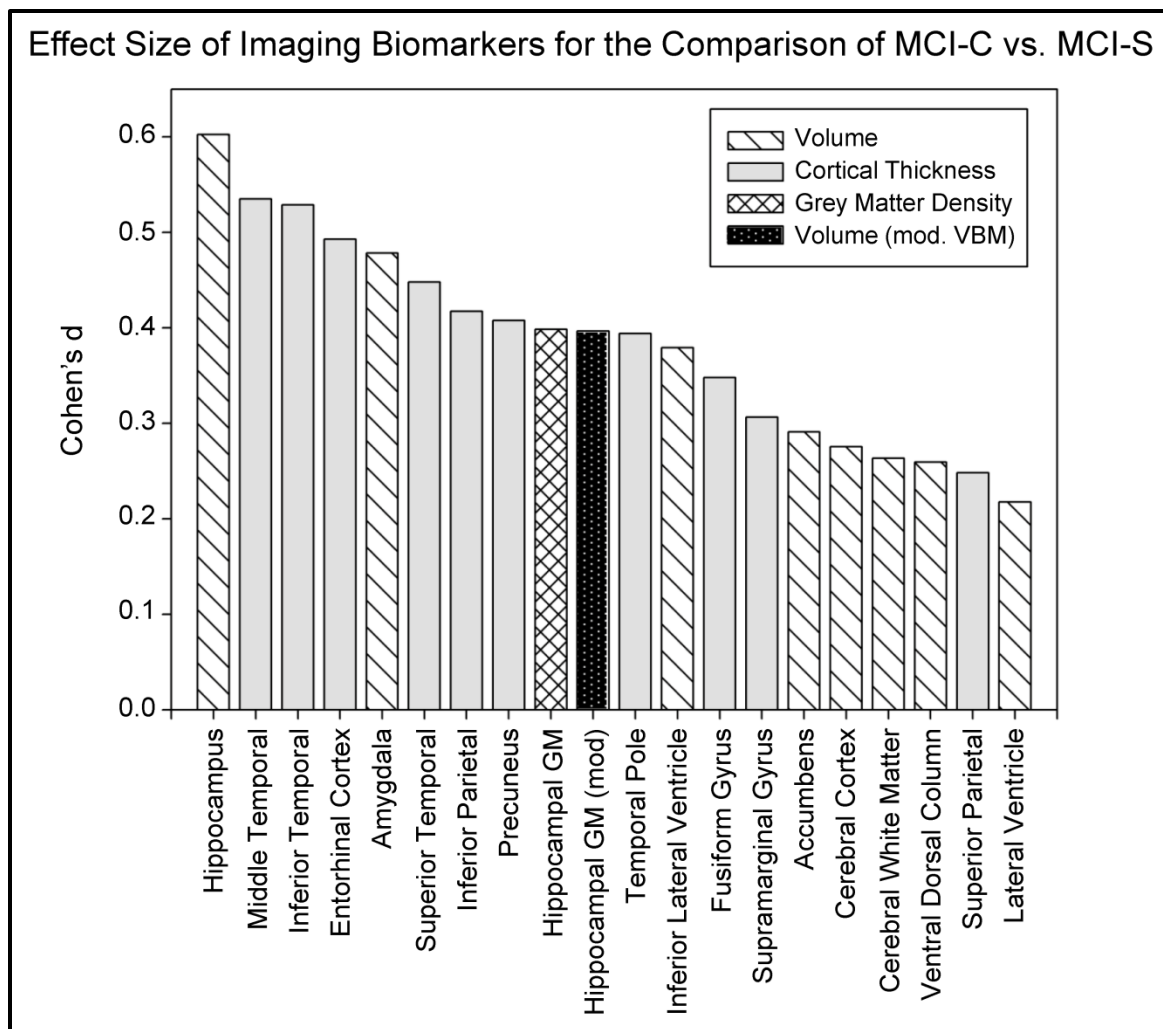 Effect Size of Imaging Biomarkers for the Comparison of MCI-C vs. MCI-S
Volume
Cortical Thickness
Grey Matter Density
Volume (mod. VBM)
Cohen's d
0.6
0.5
0.4
0.3
0.2
0.1
0.0
Hippocampus
Middle Temporal
Inferior Temporal
Entorhinal Cortex
Amygdala
Superior Temporal
Inferior Parietal
Precuneus
Hippocampal GM
Hippocampal GM (mod)
Temporal Pole
Inferior Lateral Ventricle
Fusiform Gyrus
Supramarginal Gyrus
Accumbens
Cerebral Cortex
Cerebral White Matter
Ventral Dorsal Column
Superior Parietal
Lateral Ventricle